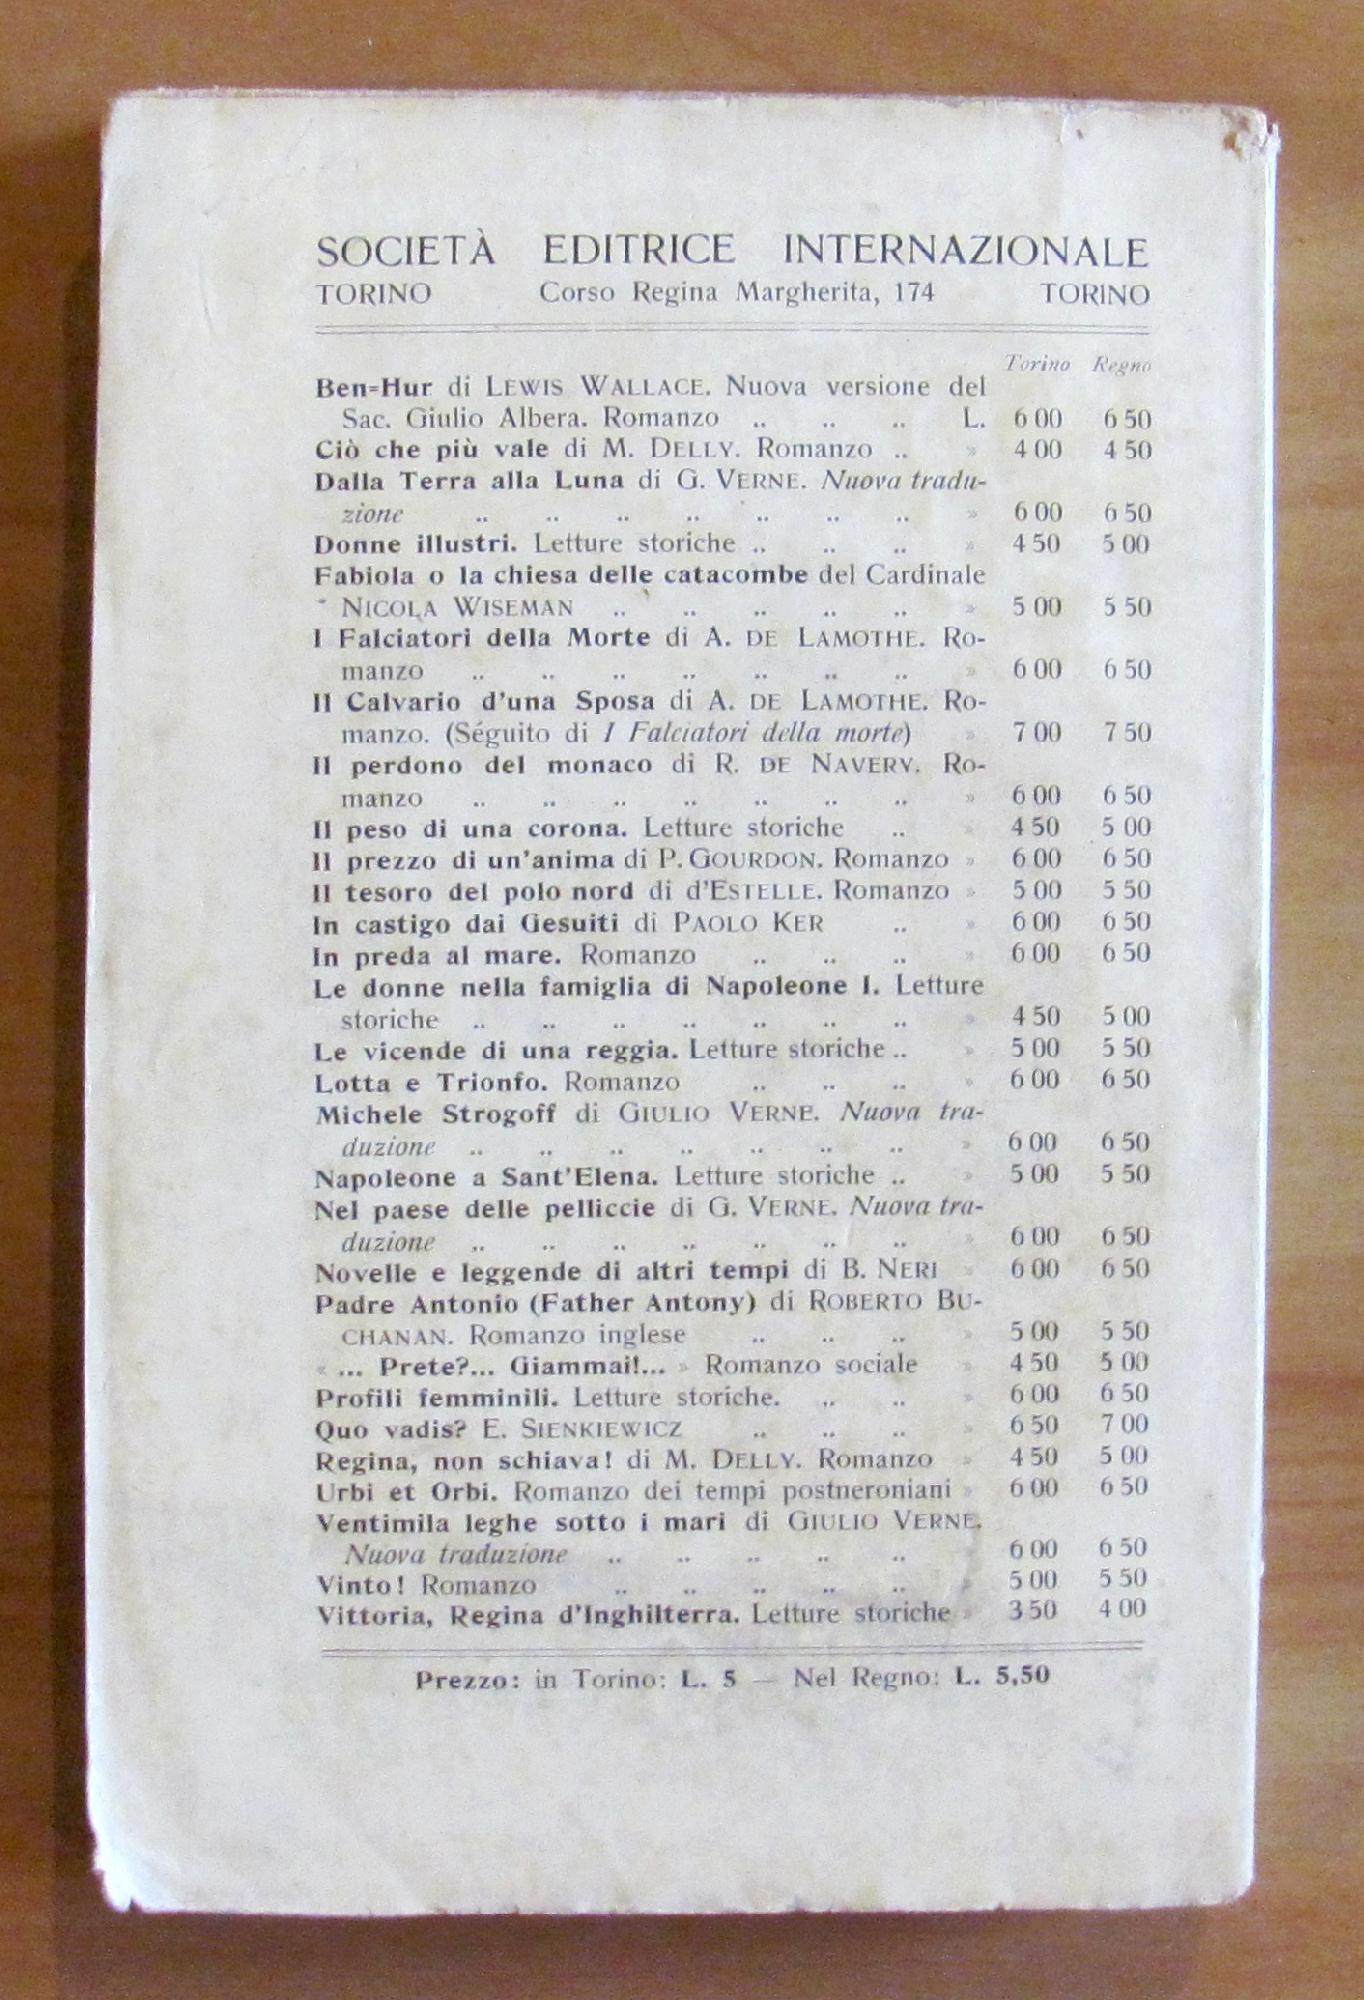 SOCIETÀ EDITRICE INTERNAZIONALE
TORINO Corso Regina Margherita, 174 TORINO
Torino Regno
Ben=Hur di LEWIS WALLACE. Nuova versione del
Sac. Giulio Albera. Romanzo .. .. .. L. 6 00 6 50
Ciò che più vale di M. DELLY. Romanzo .. » 4 00 4 50
Dalla Terra alla Luna di G. VERNE. Nuova tradu-
zione .. .. .. .. .. .. .. » 6 00 6 50
Donne illustri. Letture storiche .. .. .. » 4 50 5 00
Fabiola o la chiesa delle catacombe del Cardinale
NICOLA WISEMAN .. .. .. .. .. » 5 00 5 50
I Falciatori della Morte di A. DE LAMOTHE. Ro-
manzo .. .. .. .. .. .. .. » 6 00 6 50
Il Calvario d'una Sposa di A. DE LAMOTHE. Ro-
manzo. (Séguito di I Falciatori della morte) » 7 00 7 50
Il perdono del monaco di R. DE NAVERY. Ro-
manzo .. .. .. .. .. .. .. » 6 00 6 50
Il peso di una corona. Letture storiche .. » 4 50 5 00
Il prezzo di un'anima di P. GOURDON. Romanzo » 6 00 6 50
Il tesoro del polo nord di d'ESTELLE. Romanzo » 5 00 5 50
In castigo dai Gesuiti di PAOLO KER .. » 6 00 6 50
In preda al mare. Romanzo .. .. .. » 6 00 6 50
Le donne nella famiglia di Napoleone I. Letture
storiche .. .. .. .. .. .. .. » 4 50 5 00
Le vicende di una reggia. Letture storiche .. » 5 00 5 50
Lotta e Trionfo. Romanzo .. .. .. » 6 00 6 50
Michele Strogoff di GIULIO VERNE. Nuova tra-
duzione .. .. .. .. .. .. .. » 6 00 6 50
Napoleone a Sant'Elena. Letture storiche .. » 5 00 5 50
Nel paese delle pelliccie di G. VERNE. Nuova tra-
duzione .. .. .. .. .. .. .. » 6 00 6 50
Novelle e leggende di altri tempi di B. NERI » 6 00 6 50
Padre Antonio (Father Antony) di ROBERTO BU-
CHANAN. Romanzo inglese .. .. .. » 5 00 5 50
« ... Prete?... Giammai!... » Romanzo sociale » 4 50 5 00
Profili femminili. Letture storiche. .. .. » 6 00 6 50
Quo vadis? E. SIENKIEWICZ .. .. .. » 6 50 7 00
Regina, non schiava! di M. DELLY. Romanzo » 4 50 5 00
Urbi et Orbi. Romanzo dei tempi postneroniani » 6 00 6 50
Ventimila leghe sotto i mari di GIULIO VERNE.
Nuova traduzione .. .. .. .. .. 6 00 6 50
Vinto! Romanzo .. .. .. .. .. » 5 00 5 50
Vittoria, Regina d'Inghilterra. Letture storiche » 3 50 4 00
Prezzo: in Torino: L. 5 — Nel Regno: L. 5,50